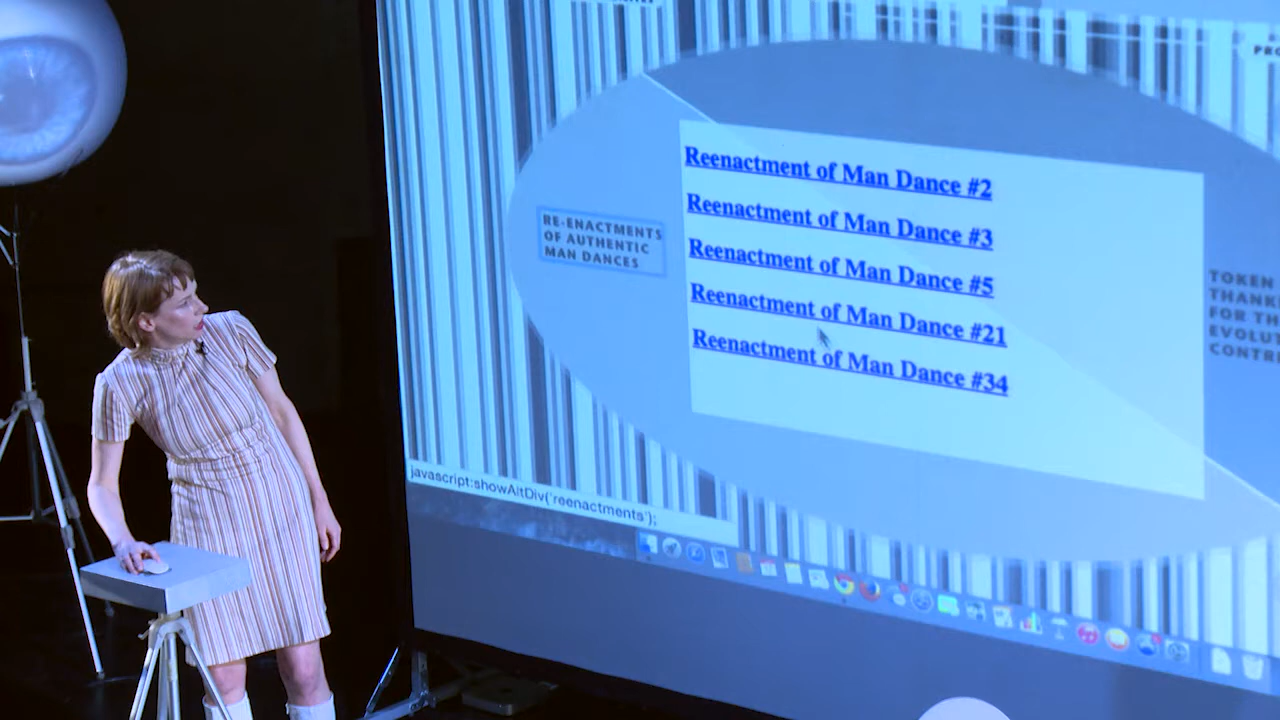 RE-ENACTMENTS
OF AUTHENTIC
MAN DANCES
Reenactment of Man Dance #2
Reenactment of Man Dance #3
Reenactment of Man Dance #5
Reenactment of Man Dance #21
Reenactment of Man Dance #34
TOKEN
FOR
javascript:showAltDiv('reenactments');